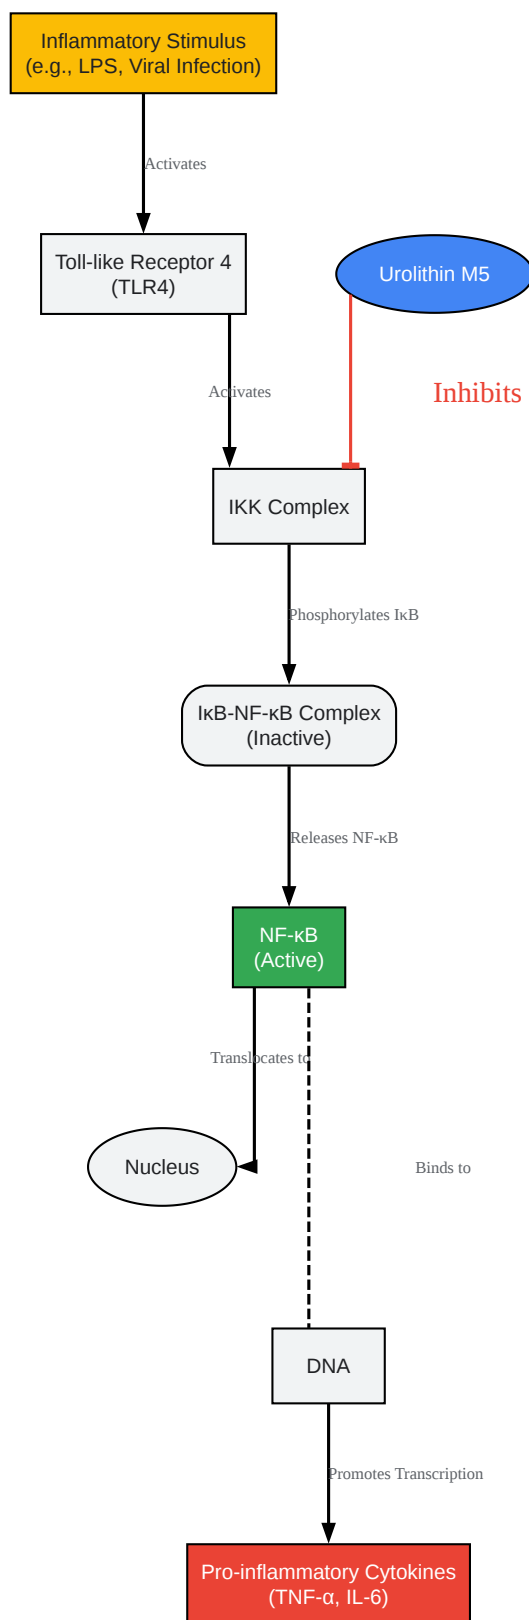 Inflammatory Stimulus
(e.g., LPS, Viral Infection)
Activates
Toll-like Receptor 4
(TLR4)
Urolithin M5
Activates
Inhibits
IKK Complex
Phosphorylates IκB
IκB-NF-κB Complex
(Inactive)
Releases NF-κB
NF-κB
(Active)
Translocates to
Nucleus
Binds to
DNA
Promotes Transcription
Pro-inflammatory Cytokines
(TNF-α, IL-6)